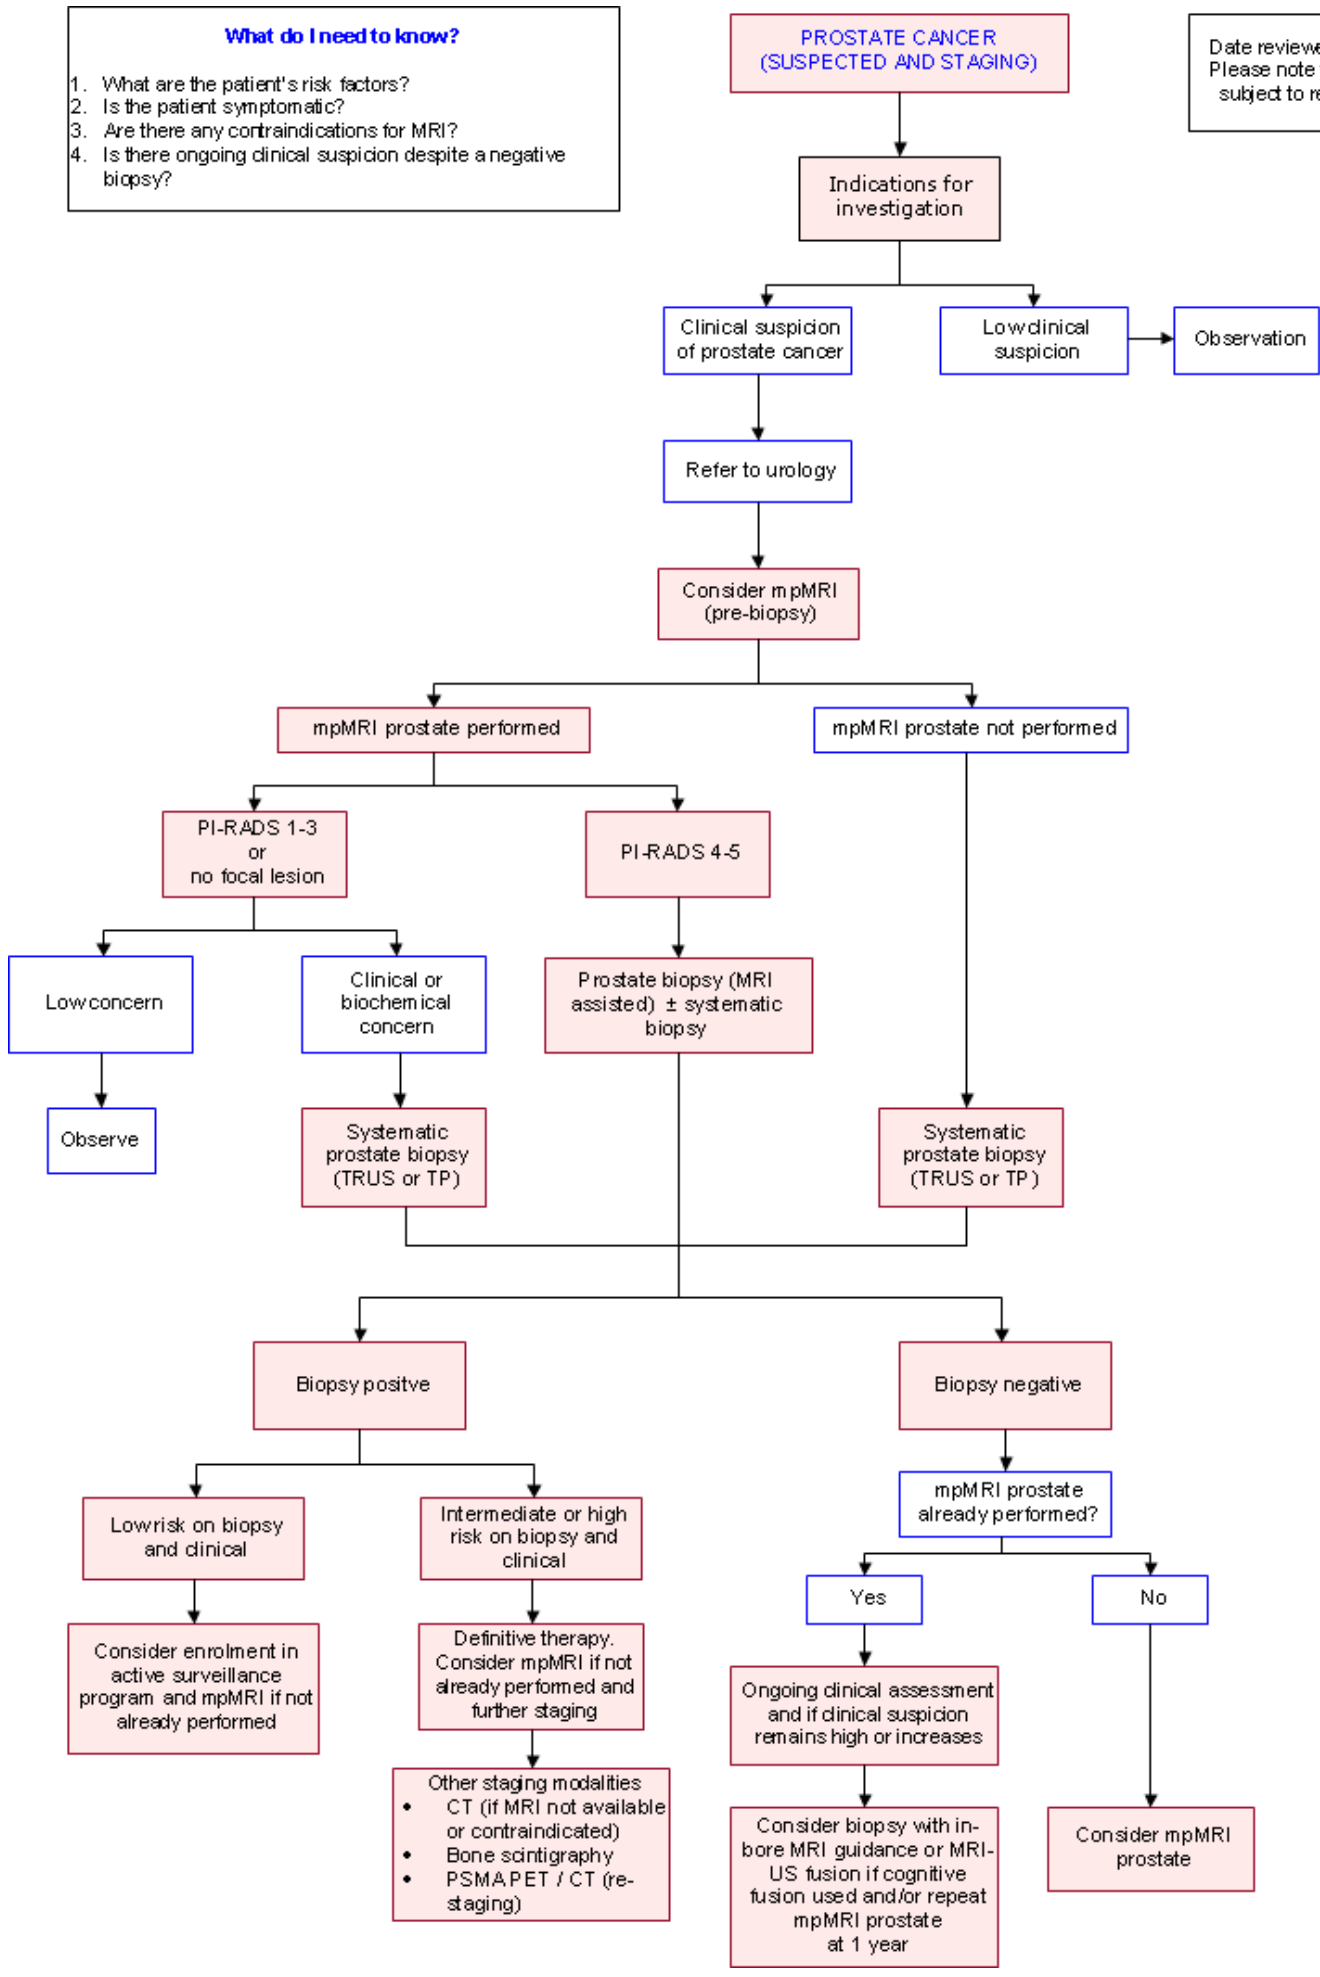 What do I need to know?
1. What are the patient's risk factors?
2. Is the patient symptomatic?
3. Are there any contraindications for MRI?
4. Is there ongoing clinical suspicion despite a negative
biopsy?
PROSTATE CANCER
(SUSPECTED AND STAGING)
Date reviewe
Please note
subject to re
Indications for
investigation
Clinical suspicion
of prostate cancer
Low clinical
suspicion
Observation
Refer to urology
Consider mpMRI
(pre-biopsy)
mpMRI prostate performed
mpMRI prostate not performed
PI-RADS 1-3
or
no focal lesion
PI-RADS 4-5
Low concern
Clinical or
biochemical
concern
Prostate biopsy (MRI
assisted) ± systematic
biopsy
Observe
Systematic
prostate biopsy
(TRUS or TP)
Systematic
prostate biopsy
(TRUS or TP)
Biopsy positve
Biopsy negative
Low risk on biopsy
and clinical
Intermediate or high
risk on biopsy and
clinical
mpMRI prostate
already performed?
Yes
No
Consider enrolment in
active surveillance
program and mpMRI if not
already performed
Definitive therapy.
Consider mpMRI if not
already performed and
further staging
Ongoing clinical assessment
and if clinical suspicion
remains high or increases
Other staging modalities
• CT (if MRI not available
or contraindicated)
• Bone scintigraphy
• PSMA PET / CT (re-
staging)
Consider biopsy with in-
bore MRI guidance or MRI-
US fusion if cognitive
fusion used and/or repeat
mpMRI prostate
at 1 year
Consider mpMRI
prostate